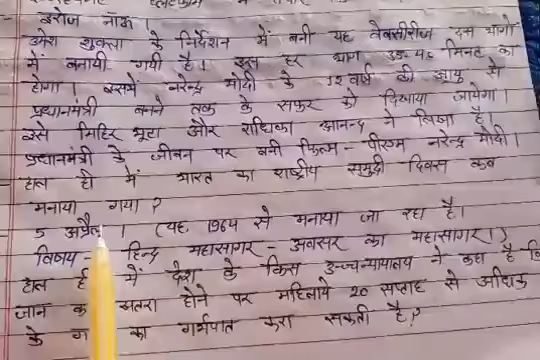 इरोज नॉऊ ।
उमेश शुक्ला के निर्देशन में बनी यह वेबसीरीज दस भागों
में बनायी गयी है। इस हर भाग 35-45 मिनट का
होगा। इसमें नरेन्द्र मोदी के 12 वर्ष की आयु से
प्रधानमंत्री बनने तक के सफर को दिखाया जायेगा।
इसे मिहिर भूटा और राधिका आनन्द ने लिखा है।
प्रधानमंत्री के जीवन पर बनी फिल्म - पीएम नरेन्द्र मोदी।
हाल ही में भारत का राष्ट्रीय समुद्री दिवस कब
मनाया गया ?
5 अप्रैल । (यह 1964 से मनाया जा रहा है।
विषय - हिन्द महासागर - अवसर का महासागर।)
हाल ही में देश के किस उच्चन्यायालय ने कहा है कि
जान का खतरा होने पर महिलाये 20 सप्ताह से अधिक
के का गर्भपात करा सकती है?